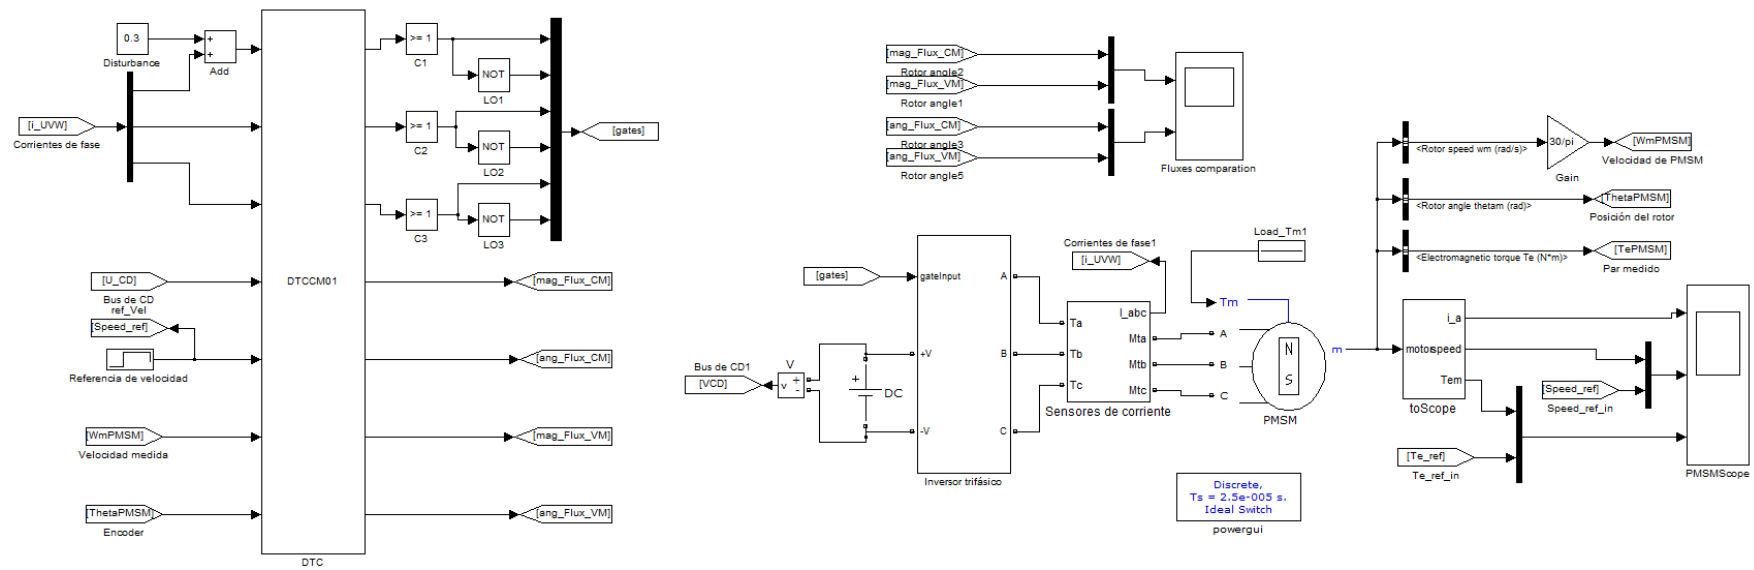 0.3
Disturbance
+
+
Add
[i_UVW]
Corrientes de fase
[U_CD]
Bus de CD
ref_Vel
[Speed_ref]
Referencia de velocidad
[WmPMSM]
Velocidad medida
[ThetaPMSM]
Encoder
DTCCM01
DTC
>= 1
C1
NOT
LO1
>= 1
C2
NOT
LO2
>= 1
C3
NOT
LO3
[gates]
[mag_Flux_CM]
[ang_Flux_CM]
[mag_Flux_VM]
[ang_Flux_VM]
[mag_Flux_CM]
Rotor angle2
[mag_Flux_VM]
Rotor angle1
[ang_Flux_CM]
Rotor angle3
[ang_Flux_VM]
Rotor angle5
Fluxes comparation
Bus de CD1
[VCD]
V
v
+
-
+
DC
[gates]
gateInput
+V
-V
A
B
C
Inversor trifásico
Corrientes de fase1
[i_UVW]
I_abc
Ta
Tb
Tc
Mta
Mtb
Mtc
Sensores de corriente
Load_Tm1
Tm
A
B
C
N
S
PMSM
m
Discrete,
Ts = 2.5e-005 s.
Ideal Switch
powergui
<Rotor speed wm (rad/s)>
30/pi
Gain
[WmPMSM]
Velocidad de PMSM
<Rotor angle thetam (rad)>
[ThetaPMSM]
Posición del rotor
<Electromagnetic torque Te (N*m)>
[TePMSM]
Par medido
motor
i_a
speed
Tem
toScope
[Speed_ref]
Speed_ref_in
[Te_ref]
Te_ref_in
PMSMScope